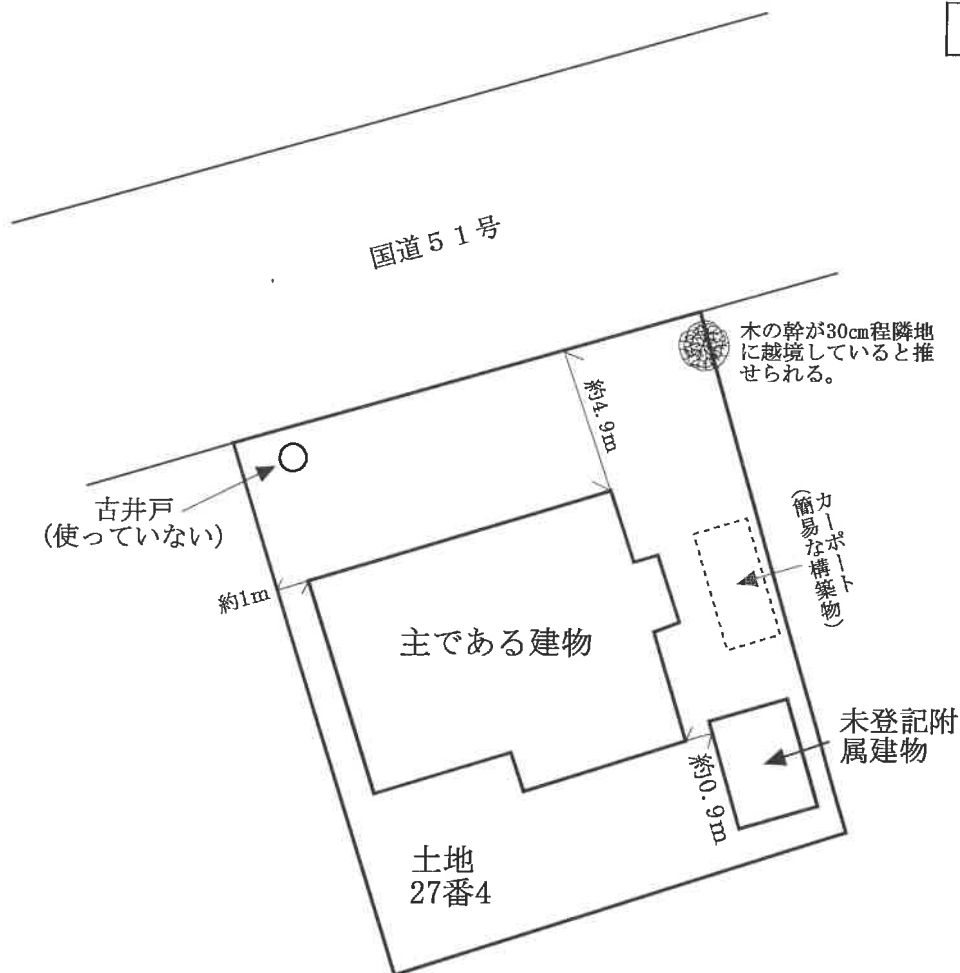 国道５１号
木の幹が30cm程隣地
に越境していると推
せられる。
約4.9m
古井戸
(使っていない)
カーポート
(簡易な構築物)
約1m
主である建物
未登記附
属建物
約0.9m
土地
27番4